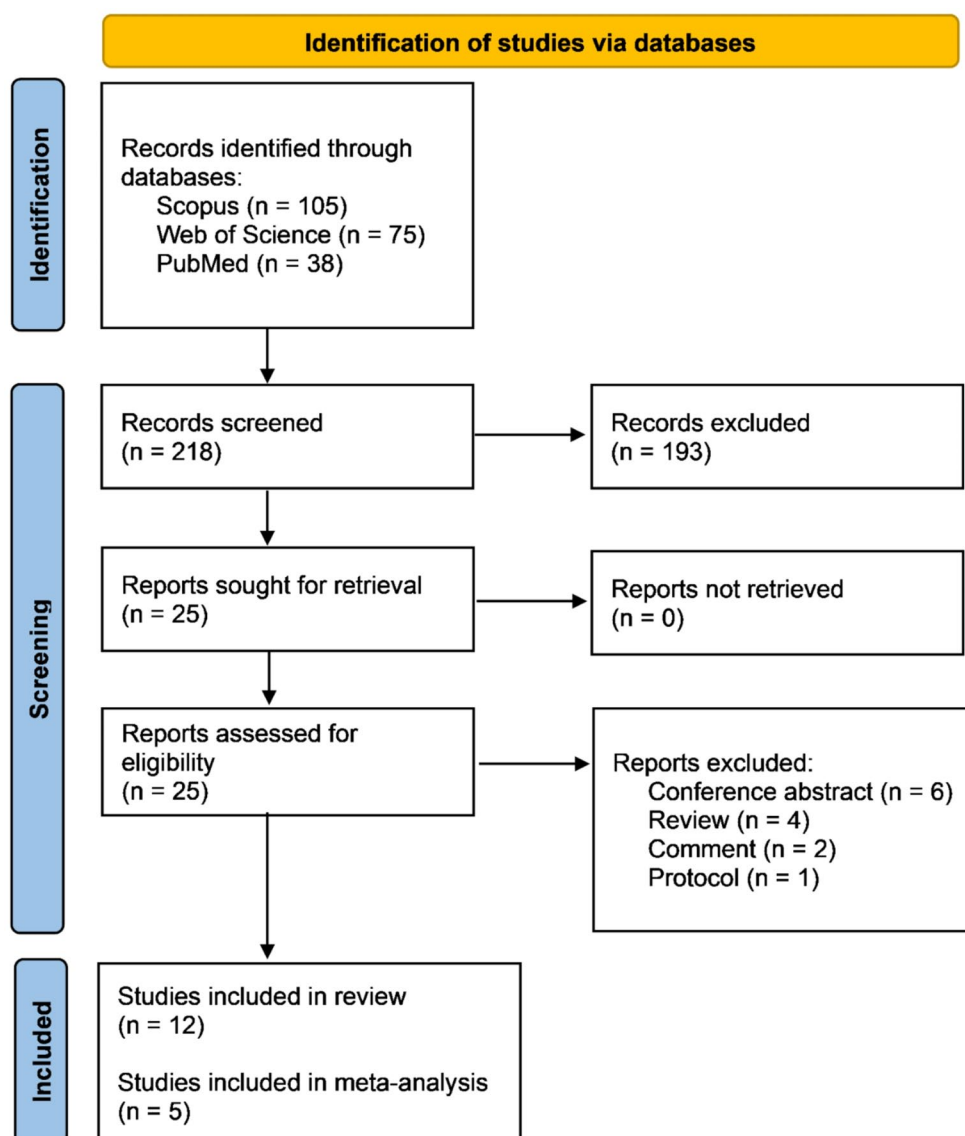 Identification of studies via databases
Identification
Records identified through
databases:
Scopus (n = 105)
Web of Science (n = 75)
PubMed (n = 38)
Screening
Records screened
(n = 218)
Records excluded
(n = 193)
Reports sought for retrieval
(n = 25)
Reports not retrieved
(n = 0)
Reports assessed for
eligibility
(n = 25)
Reports excluded:
Conference abstract (n = 6)
Review (n = 4)
Comment (n = 2)
Protocol (n = 1)
Included
Studies included in review
(n = 12)
Studies included in meta-analysis
(n = 5)